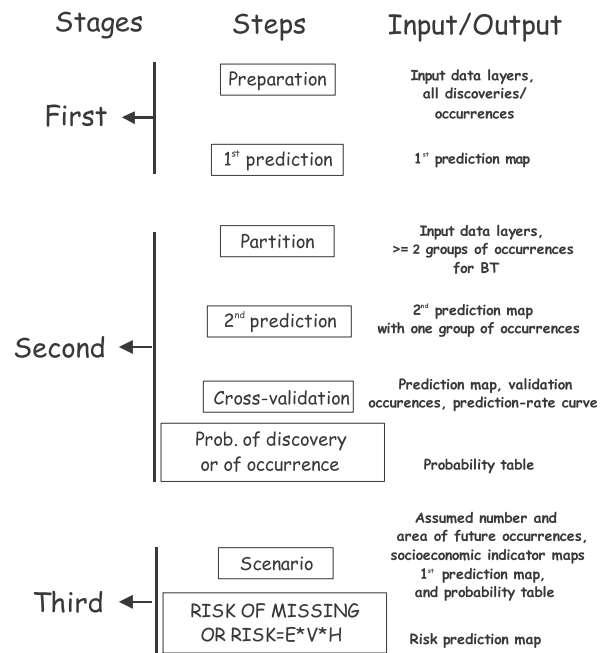 Stages Steps Input/Output
Preparation
Input data layers,
all discoveries/
occurrences
First
1st prediction
1st prediction map
Partition
Input data layers,
>= 2 groups of occurrences
for BT
2nd prediction
2nd prediction map
with one group of occurrences
Second
Cross-validation
Prediction map, validation
occurences, prediction-rate curve
Prob. of discovery
or of occurrence
Probability table
Assumed number and
area of future occurrences,
socioeconomic indicator maps
1st prediction map,
and probability table
Scenario
Third
RISK OF MISSING
OR RISK=E*V*H
Risk prediction map